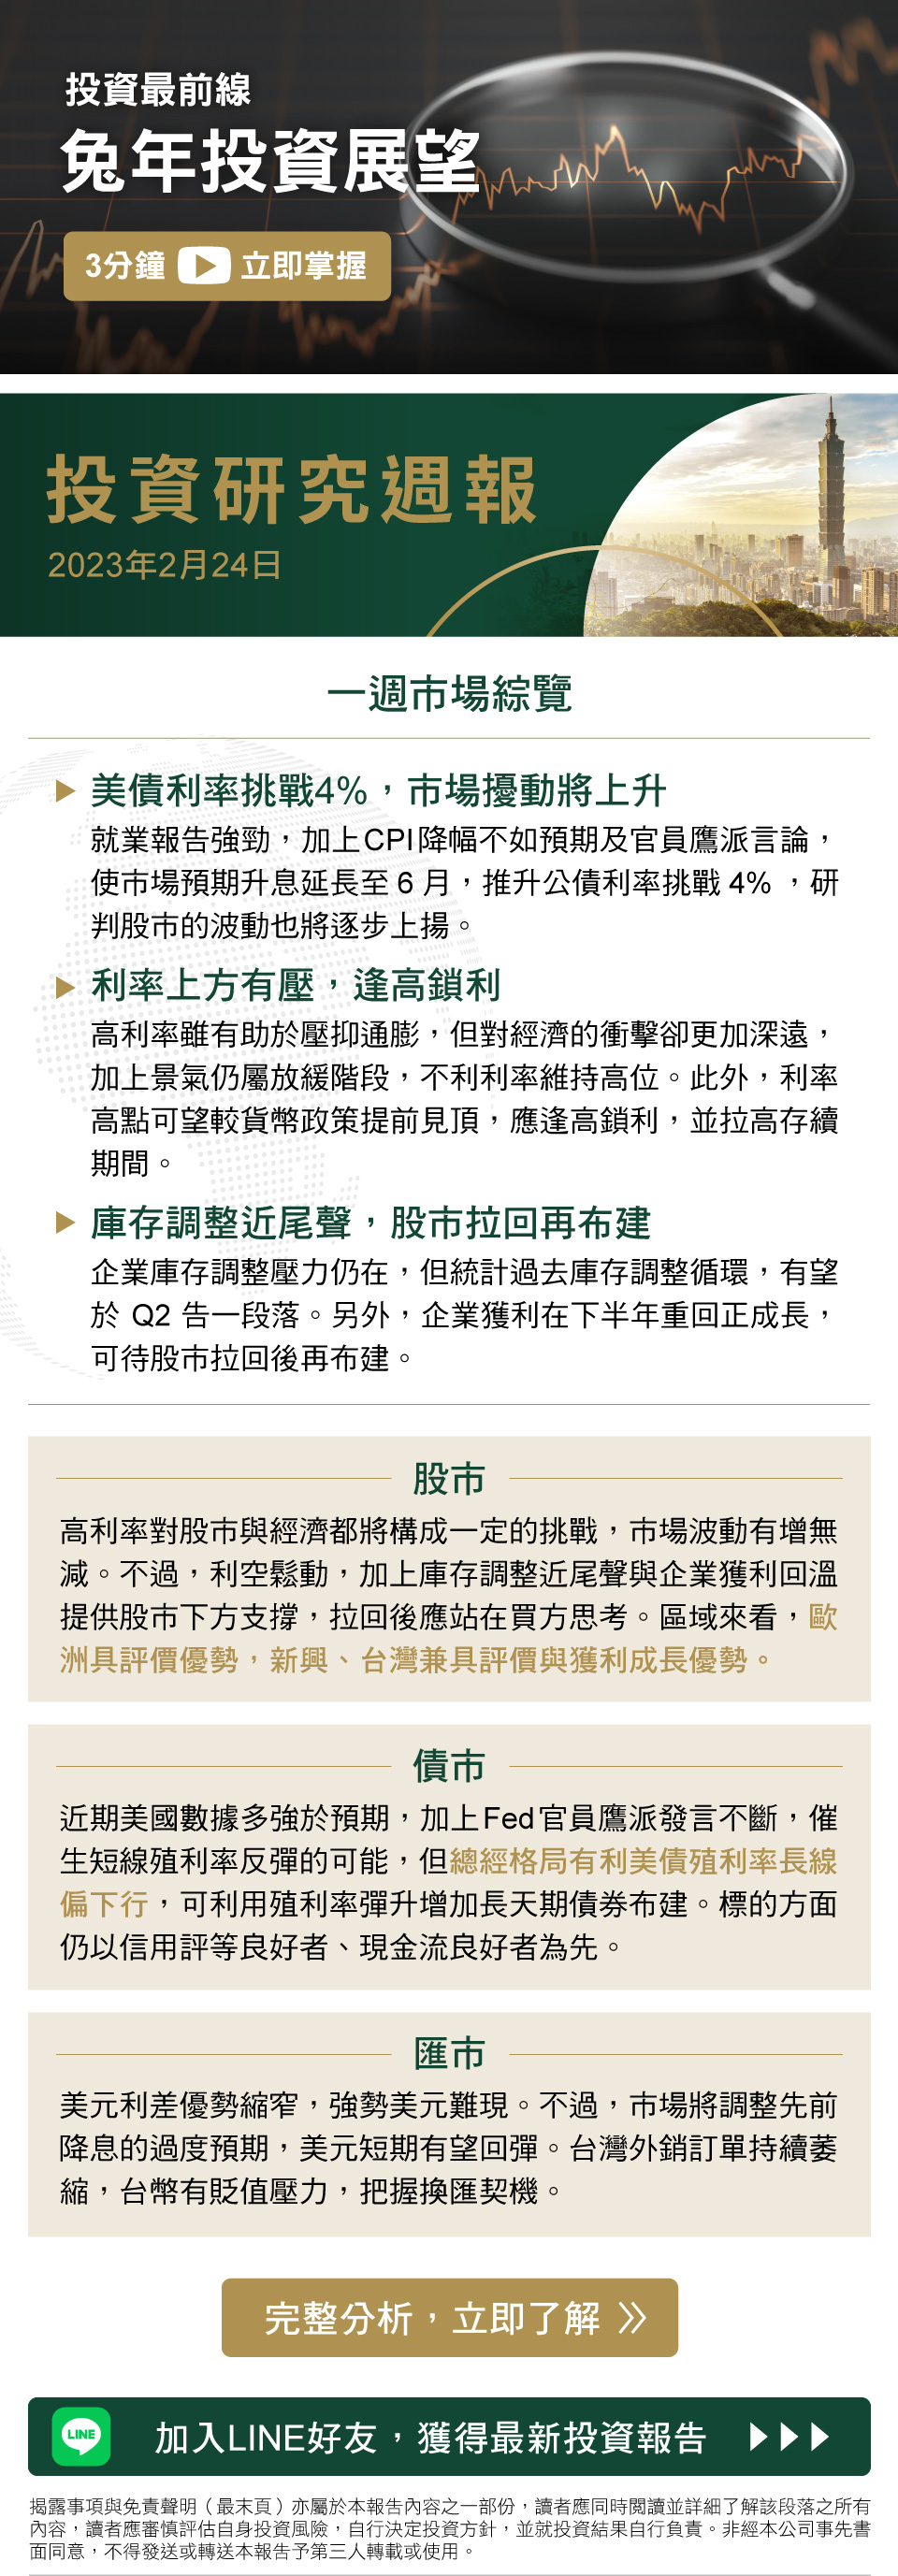 投資最前線
兔年投資展望
3分鐘 立即掌握
投資研究週報
2023年2月24日
一週市場綜覽
美債利率挑戰4%，市場擾動將上升
就業報告強勁，加上CPI降幅不如預期及官員鷹派言論，
使市場預期升息延長至 6 月，推升公債利率挑戰 4% ，研
判股市的波動也將逐步上揚。
利率上方有壓，逢高鎖利
高利率雖有助於壓抑通膨，但對經濟的衝擊卻更加深遠，
加上景氣仍屬放緩階段，不利利率維持高位。此外，利率
高點可望較貨幣政策提前見頂，應逢高鎖利，並拉高存續
期間。
庫存調整近尾聲，股市拉回再布建
企業庫存調整壓力仍在，但統計過去庫存調整循環，有望
於 Q2 告一段落。另外，企業獲利在下半年重回正成長，
可待股市拉回後再布建。
股市
高利率對股市與經濟都將構成一定的挑戰，市場波動有增無
減。不過，利空鬆動，加上庫存調整近尾聲與企業獲利回溫
提供股市下方支撐，拉回後應站在買方思考。區域來看，歐
洲具評價優勢，新興、台灣兼具評價與獲利成長優勢。
債市
近期美國數據多強於預期，加上Fed官員鷹派發言不斷，催
生短線殖利率反彈的可能，但總經格局有利美債殖利率長線
偏下行，可利用殖利率彈升增加長天期債券布建。標的方面
仍以信用評等良好者、現金流良好者為先。
匯市
美元利差優勢縮窄，強勢美元難現。不過，市場將調整先前
降息的過度預期，美元短期有望回彈。台灣外銷訂單持續萎
縮，台幣有貶值壓力，把握換匯契機。
完整分析，立即了解
LINE 加入LINE好友，獲得最新投資報告
揭露事項與免責聲明（最末頁）亦屬於本報告內容之一部份，讀者應同時閱讀並詳細了解該段落之所有
內容，讀者應審慎評估自身投資風險，自行決定投資方針，並就投資結果自行負責。非經本公司事先書
面同意，不得發送或轉送本報告予第三人轉載或使用。